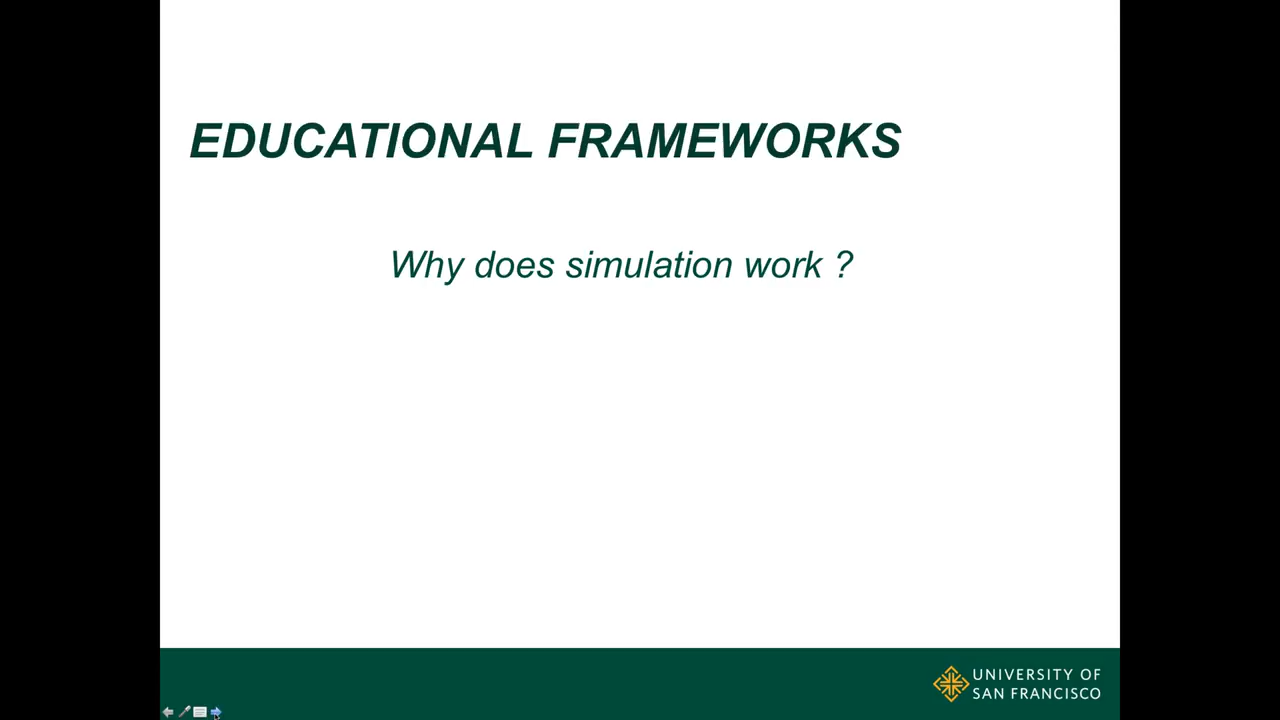 EDUCATIONAL FRAMEWORKS
Why does simulation work ?
UNIVERSITY OF
SAN FRANCISCO